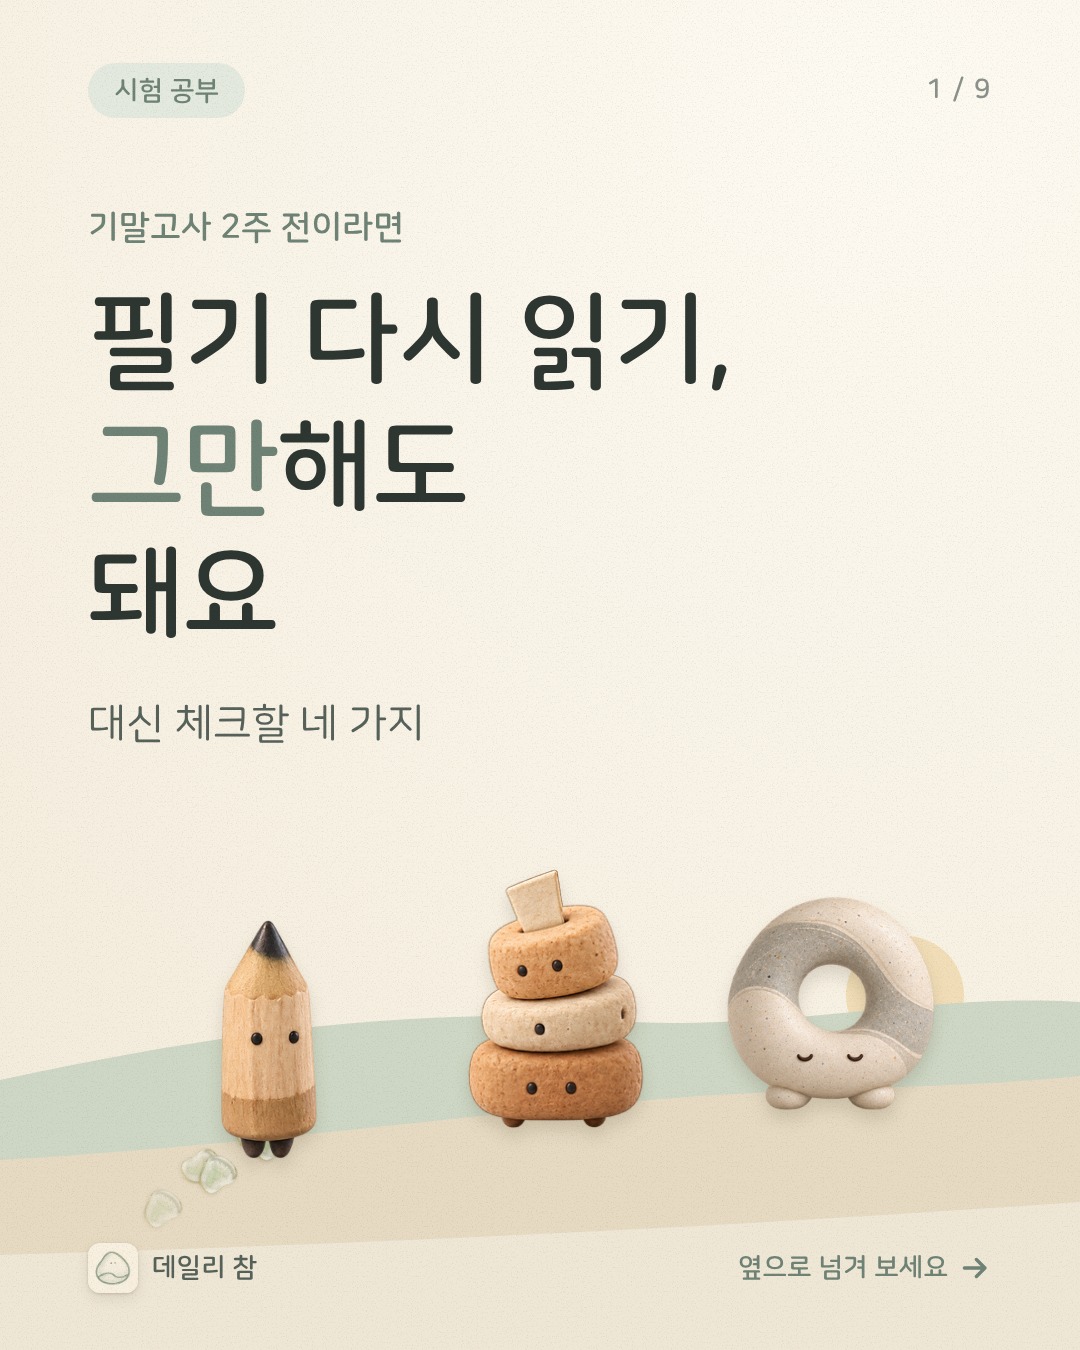 시험 공부
1 / 9
기말고사 2주 전이라면
필기 다시 읽기,
그만해도
돼요
대신 체크할 네 가지
데일리 참
옆으로 넘겨 보세요 →